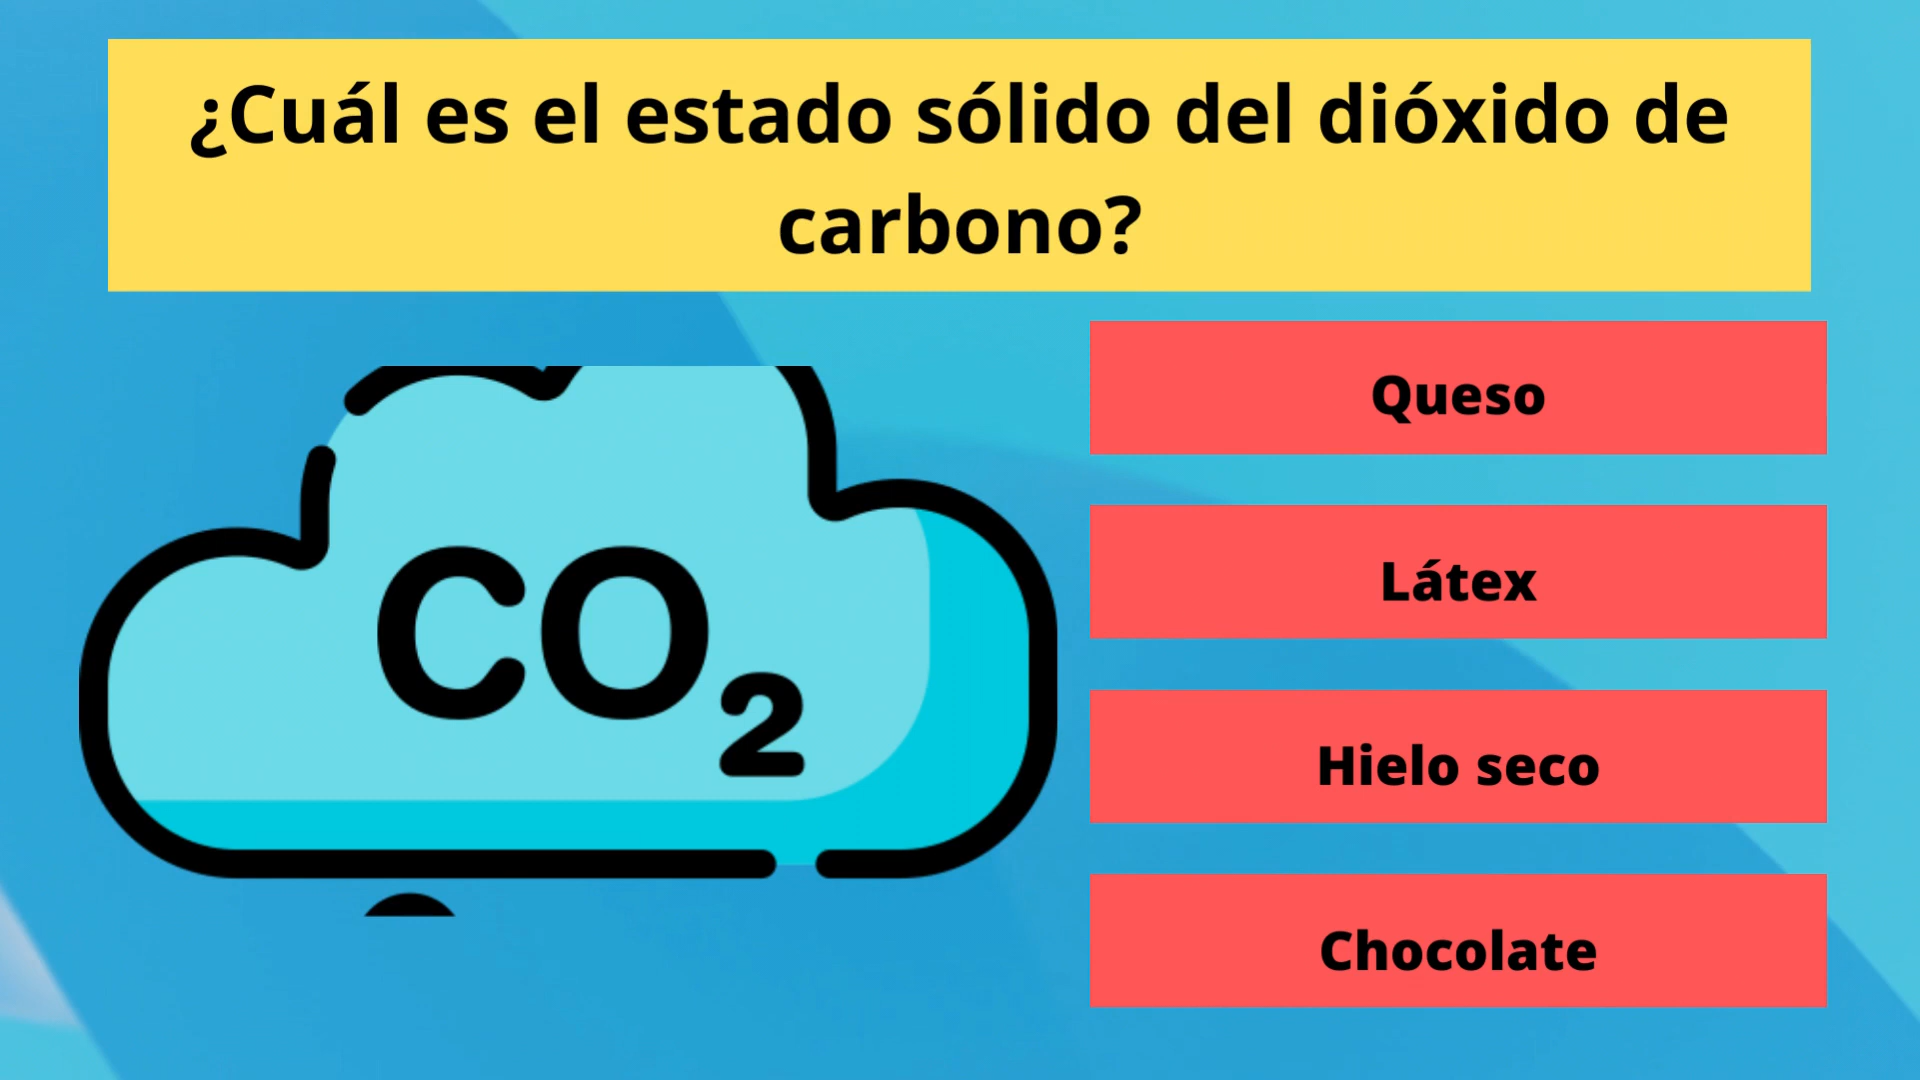 ¿Cuál es el estado sólido del dióxido de
carbono?
CO₂
Queso
Látex
Hielo seco
Chocolate